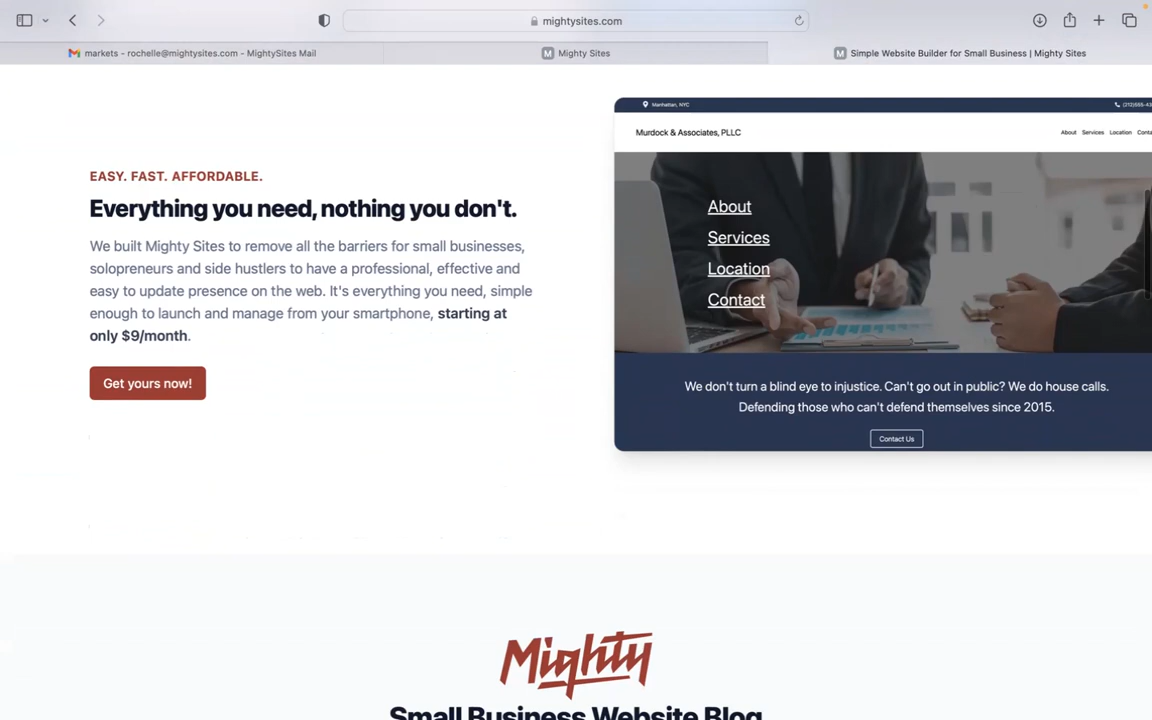 mightysites.com
markets - rochelle@mightysites.com - MightySites Mail
M Mighty Sites
M Simple Website Builder for Small Business | Mighty Sites
EASY. FAST. AFFORDABLE.
Everything you need, nothing you don't.
We built Mighty Sites to remove all the barriers for small businesses,
solopreneurs and side hustlers to have a professional, effective and
easy to update presence on the web. It's everything you need, simple
enough to launch and manage from your smartphone, starting at
only $9/month.
Get yours now!
Manhattan, NYC
(212)555-43
Murdock & Associates, PLLC
About Services Location Conta
About
Services
Location
Contact
We don't turn a blind eye to injustice. Can't go out in public? We do house calls.
Defending those who can't defend themselves since 2015.
Contact Us
Mighty
Small Business Website Blog